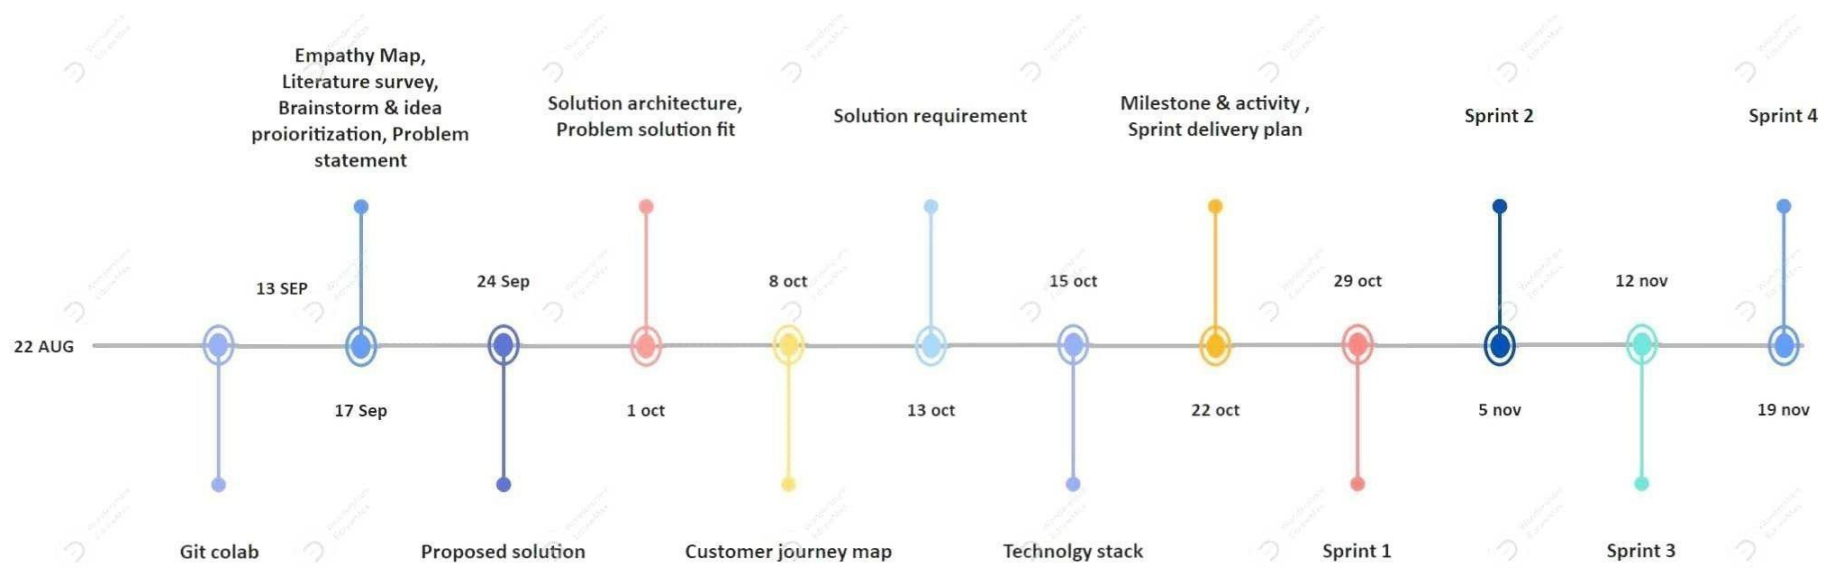 Empathy Map,
Literature survey,
Brainstorm & idea
proioritization, Problem
statement
Solution architecture,
Problem solution fit
Solution requirement
Milestone & activity ,
Sprint delivery plan
Sprint 2
Sprint 4
13 SEP
24 Sep
8 oct
15 oct
29 oct
12 nov
22 AUG
17 Sep
1 oct
13 oct
22 oct
5 nov
19 nov
Git colab
Proposed solution
Customer journey map
Technolgy stack
Sprint 1
Sprint 3